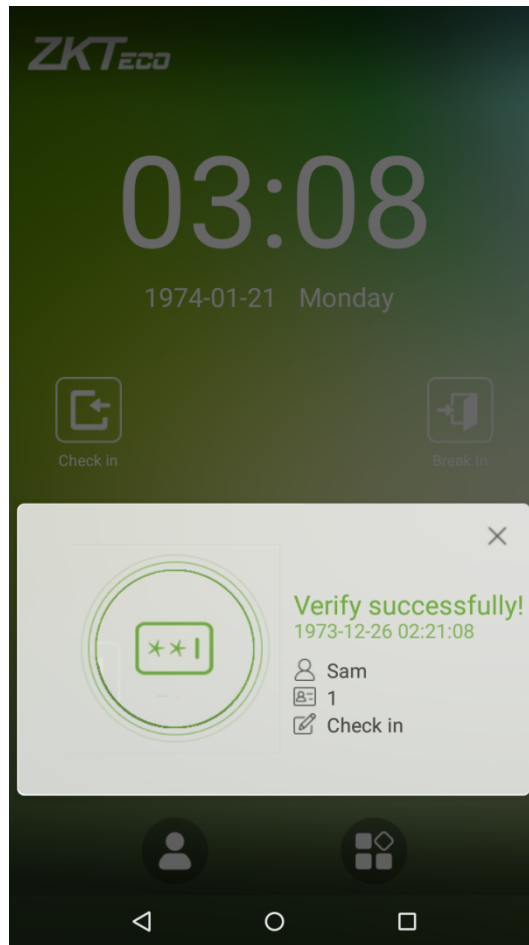 ZKTECO
03:08
1974-01-21 Monday
Check in
Break In
Verify successfully!
1973-12-26 02:21:08
**
Sam
1
Check in